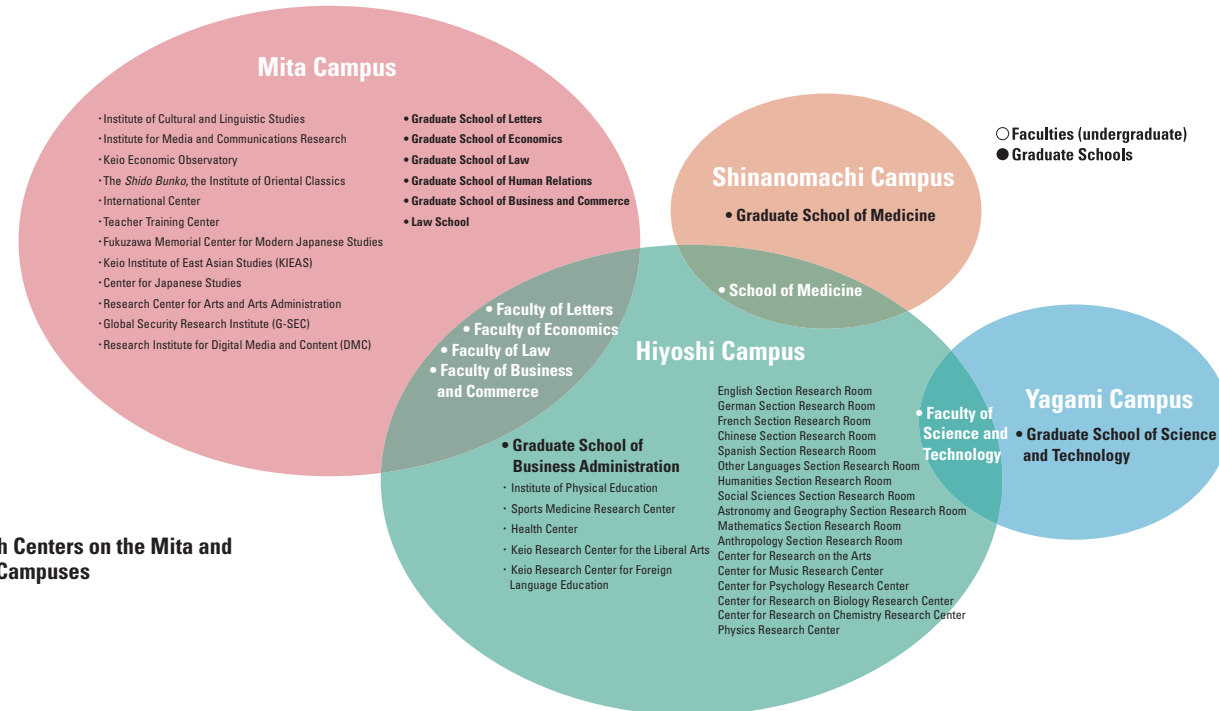 Mita Campus
・Institute of Cultural and Linguistic Studies
・Institute for Media and Communications Research
・Keio Economic Observatory
・The Shido Bunko, the Institute of Oriental Classics
・International Center
・Teacher Training Center
・Fukuzawa Memorial Center for Modern Japanese Studies
・Keio Institute of East Asian Studies (KIEAS)
・Center for Japanese Studies
・Research Center for Arts and Arts Administration
・Global Security Research Institute (G-SEC)
・Research Institute for Digital Media and Content (DMC)
• Graduate School of Letters
• Graduate School of Economics
• Graduate School of Law
• Graduate School of Human Relations
• Graduate School of Business and Commerce
• Law School
• Faculty of Letters
• Faculty of Economics
• Faculty of Law
• Faculty of Business
and Commerce
Shinanomachi Campus
• Graduate School of Medicine
• School of Medicine
○ Faculties (undergraduate)
● Graduate Schools
Hiyoshi Campus
• Graduate School of
Business Administration
・ Institute of Physical Education
・ Sports Medicine Research Center
・ Health Center
・ Keio Research Center for the Liberal Arts
・ Keio Research Center for Foreign
Language Education
English Section Research Room
German Section Research Room
French Section Research Room
Chinese Section Research Room
Spanish Section Research Room
Other Languages Section Research Room
Humanities Section Research Room
Social Sciences Section Research Room
Astronomy and Geography Section Research Room
Mathematics Section Research Room
Anthropology Section Research Room
Center for Research on the Arts
Center for Music Research Center
Center for Psychology Research Center
Center for Research on Biology Research Center
Center for Research on Chemistry Research Center
Physics Research Center
• Faculty of
Science and
Technology
Yagami Campus
• Graduate School of Science
and Technology
h Centers on the Mita and
Campuses